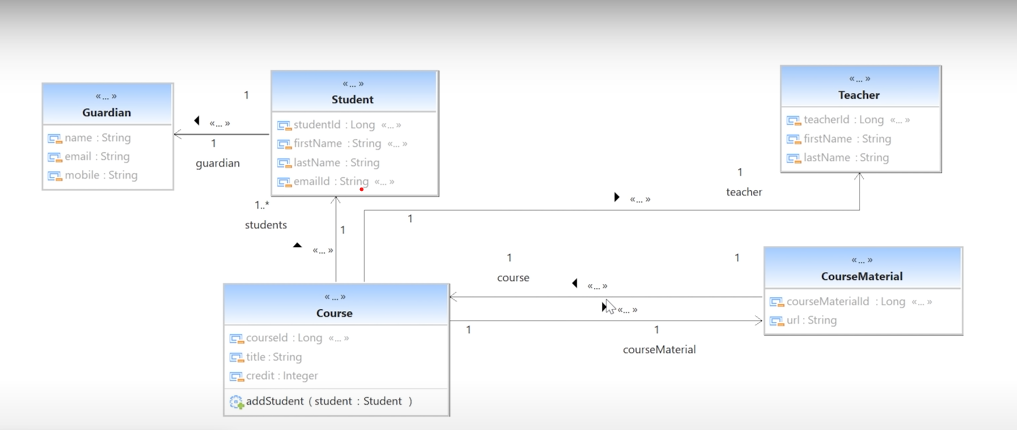 «... »
Guardian
name : String
email : String
mobile : String
1
«... »
1
guardian
«... »
Student
studentId : Long «... »
firstName : String «... »
lastName : String
emailId : String «... »
«... »
Teacher
teacherId : Long «... »
firstName : String
lastName : String
1
teacher
«... »
1
1..*
students
1
«... »
1
course
1
«... »
«... »
1
1
courseMaterial
«... »
CourseMaterial
courseMaterialId : Long «... »
url : String
«... »
Course
courseId : Long «... »
title : String
credit : Integer
addStudent ( student : Student )